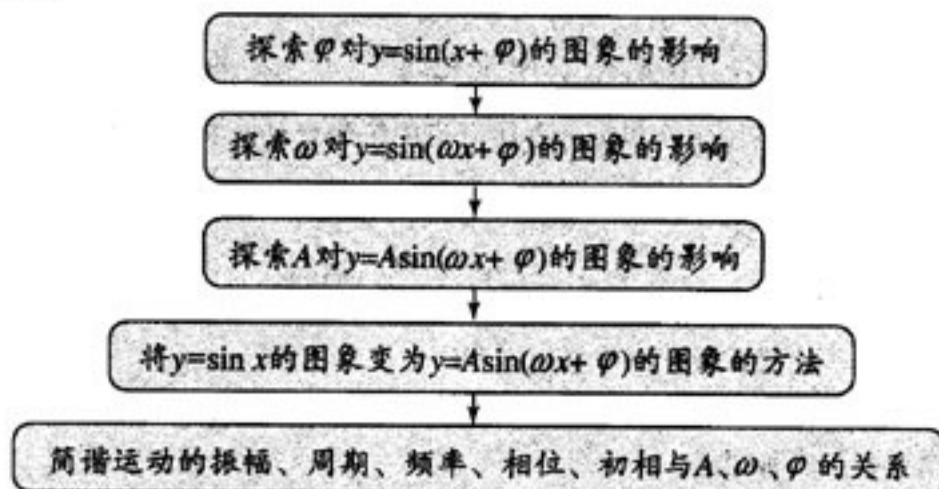 探索φ对y=sin(x+φ)的图象的影响
探索ω对y=sin(ωx+φ)的图象的影响
探索A对y=Asin(ωx+φ)的图象的影响
将y=sin x的图象变为y=Asin(ωx+φ)的图象的方法
简谐运动的振幅、周期、频率、相位、初相与A、ω、φ的关系